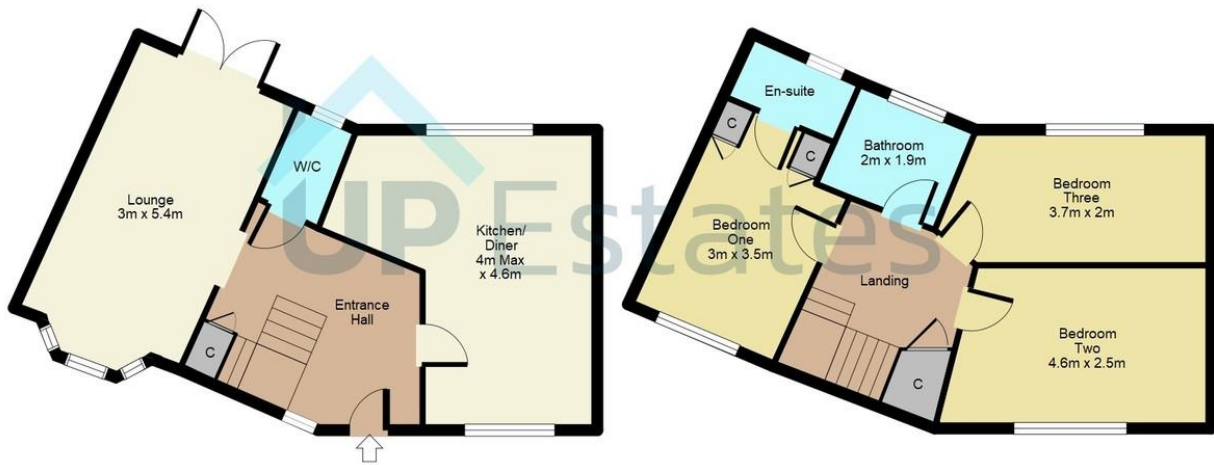 Lounge
3m x 5.4m
W/C
Kitchen/
Diner
4m Max
x 4.6m
Entrance
Hall
C
En-suite
C
C
Bathroom
2m x 1.9m
Bedroom
One
3m x 3.5m
Bedroom
Three
3.7m x 2m
Landing
Bedroom
Two
4.6m x 2.5m
C
UP Estates